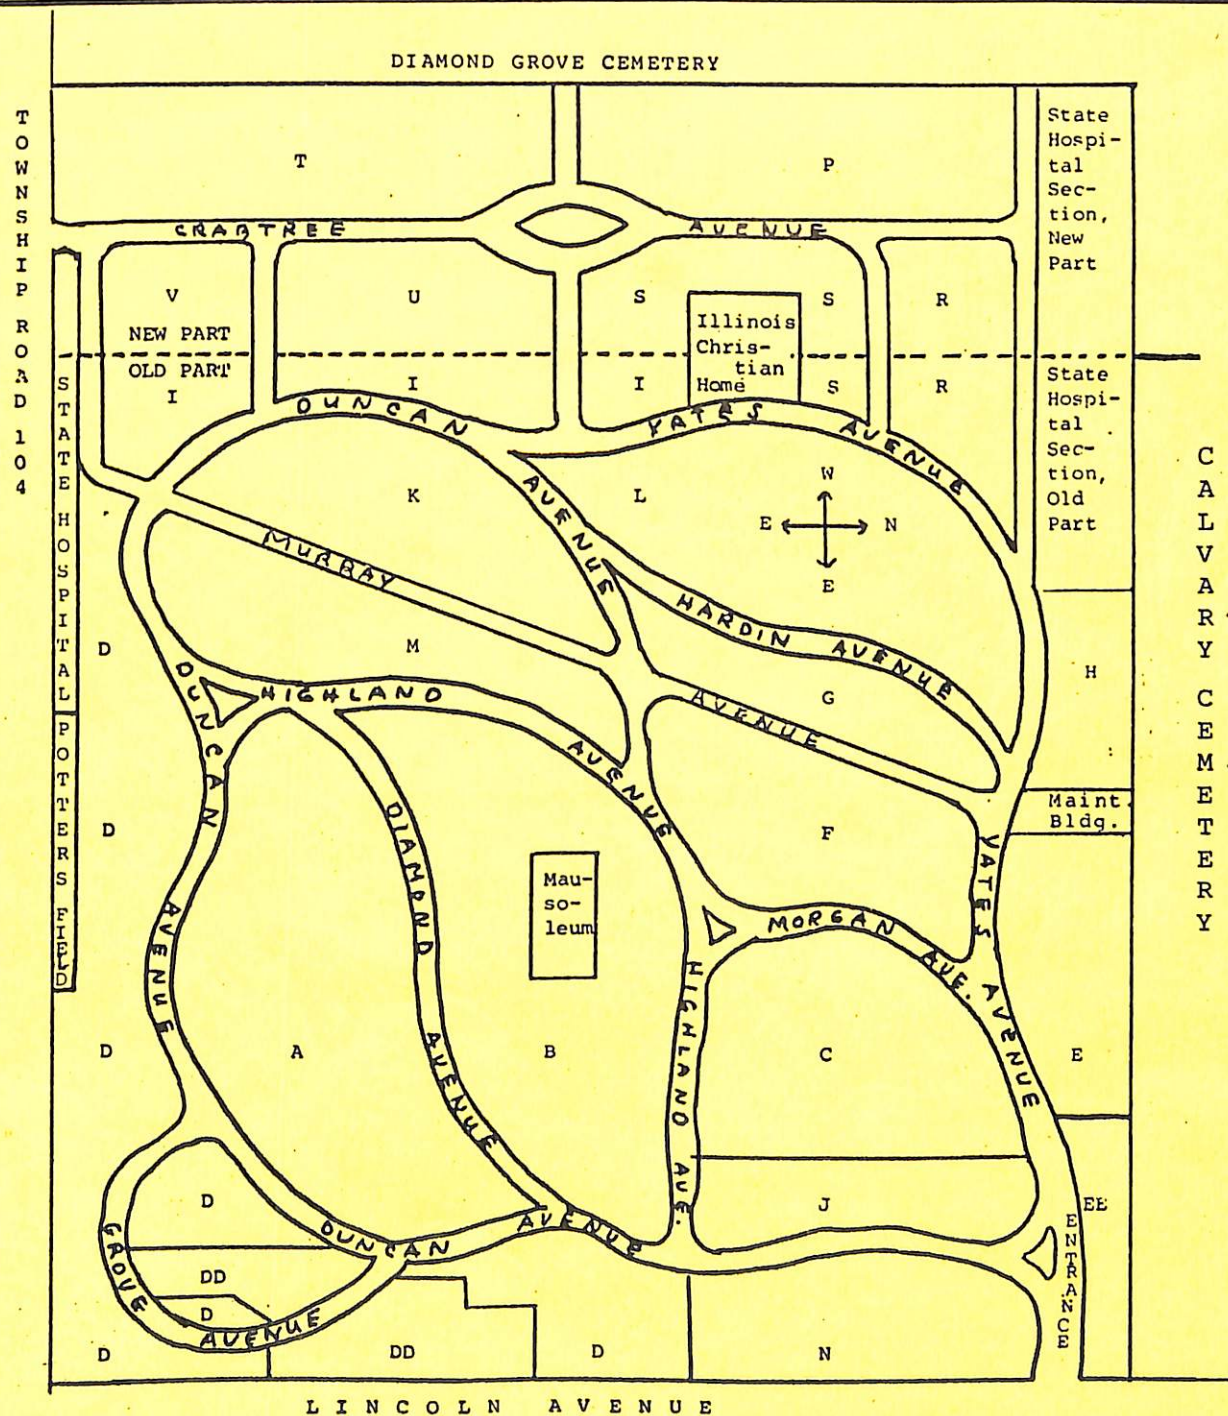 DIAMOND GROVE CEMETERY
TOWNSHIP ROAD 104
T
P
State
Hospi-
tal
Sec-
tion,
New
Part
CRABTREE AVENUE
V
U
S
S
R
NEW PART
Illinois
Chris-
tian
Home
OLD PART
I
I
I
S
R
State
Hospi-
tal
Sec-
tion,
Old
Part
STATE HOSPITAL
POTTERS FIELD
DUNCAN AVENUE
YATES AVENUE
K
L
W
E
N
E
CALVARY CEMETERY
MURRAY AVENUE
HARDIN AVENUE
D
M
G
H
DUNCAN AVENUE
HIGHLAND AVENUE
Maint.
Bldg.
D
DIAMOND AVENUE
F
YATES AVENUE
Mau-
so-
leum
MORGAN AVE.
HIGHLAND AVE.
D
A
B
C
E
D
J
EE
ENTRANCE
GROVE AVENUE
DUNCAN AVENUE
DD
D
D
DD
D
N
LINCOLN AVENUE